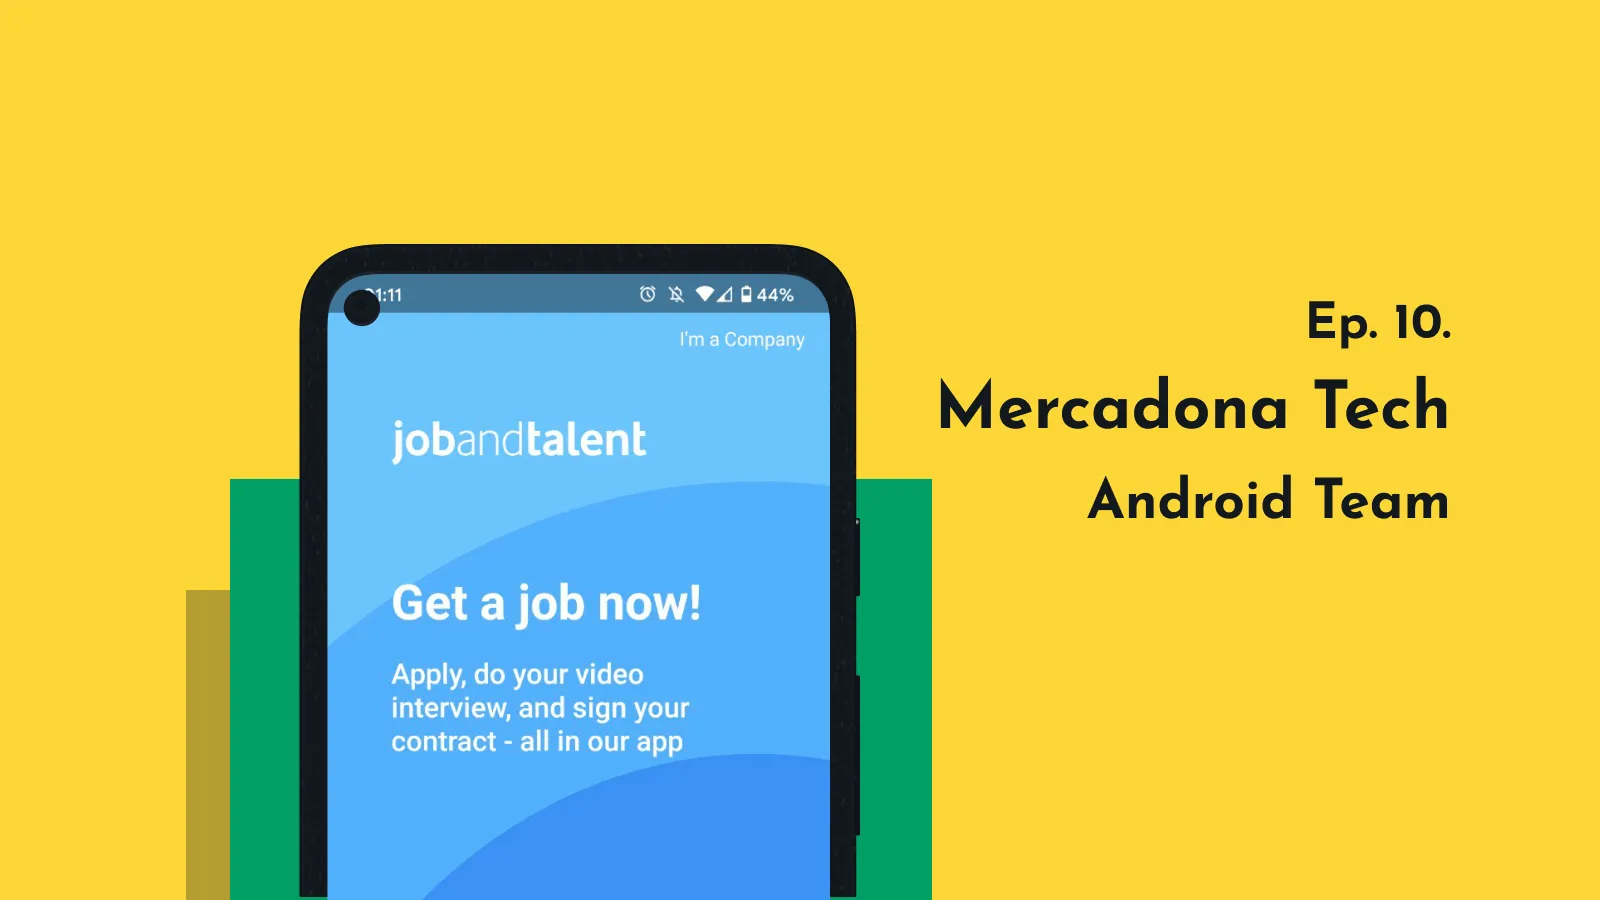 1:11
44%
I'm a Company
jobandtalent
Get a job now!
Apply, do your video
interview, and sign your
contract - all in our app
Ep. 10.
Mercadona Tech
Android Team